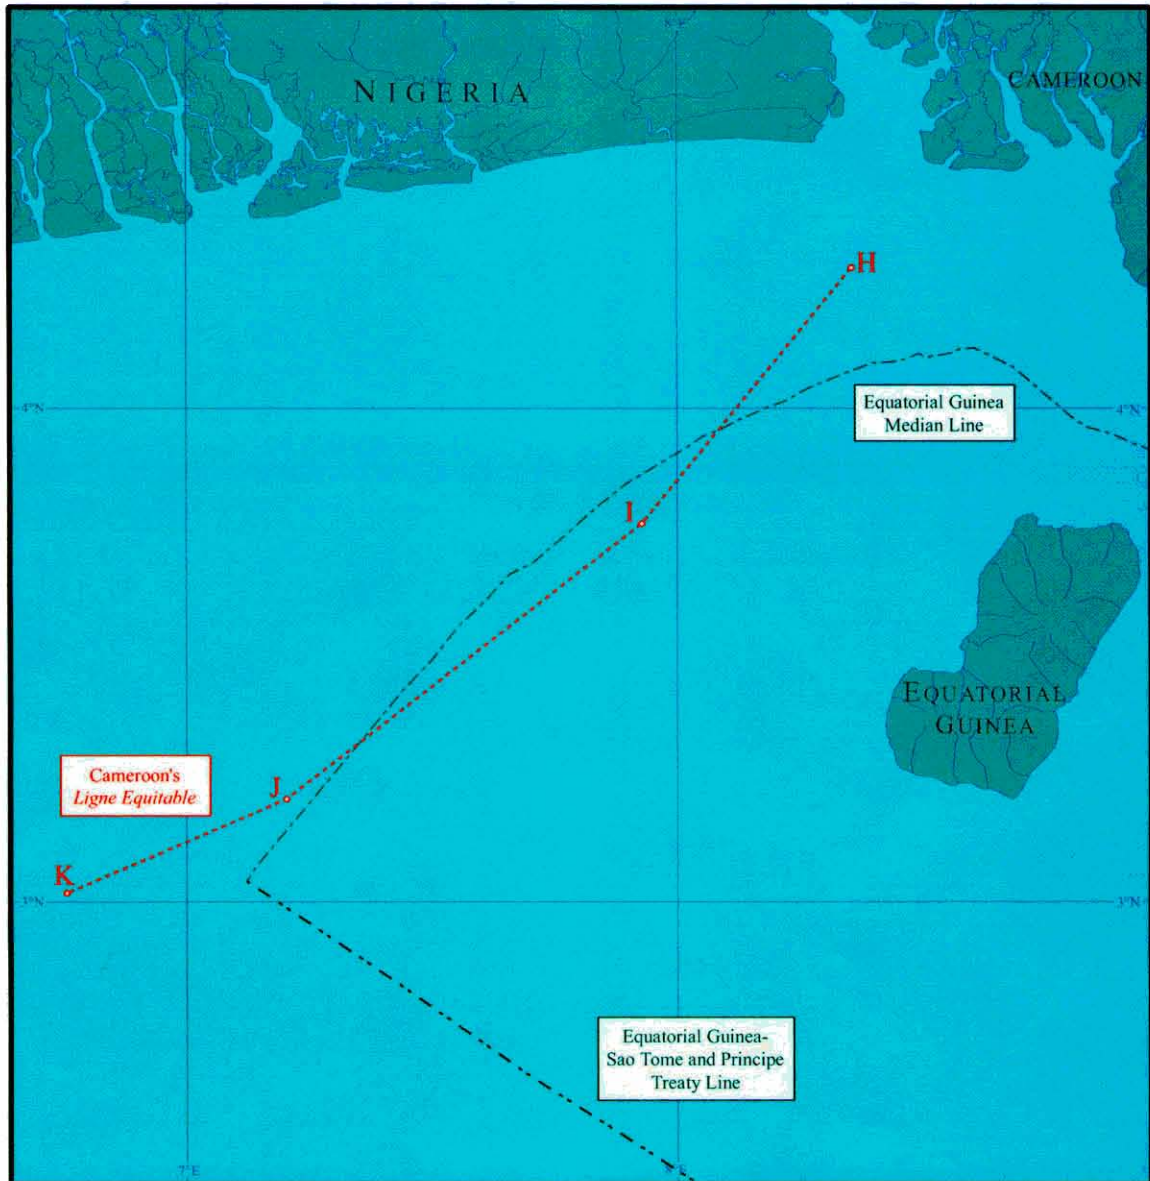 NIGERIA
CAMEROON
H
4°N
4°N
Equatorial Guinea
Median Line
I
EQUATORIAL
GUINEA
Cameroon's
Ligne Equitable
J
K
3°N
3°N
Equatorial Guinea-
Sao Tome and Principe
Treaty Line
7°E
8°E